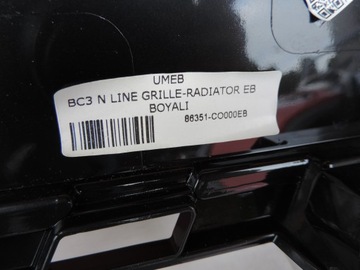 UMEB
BC3 N LINE GRILLE-RADIATOR EB
BOYALI
86351-CO000EB